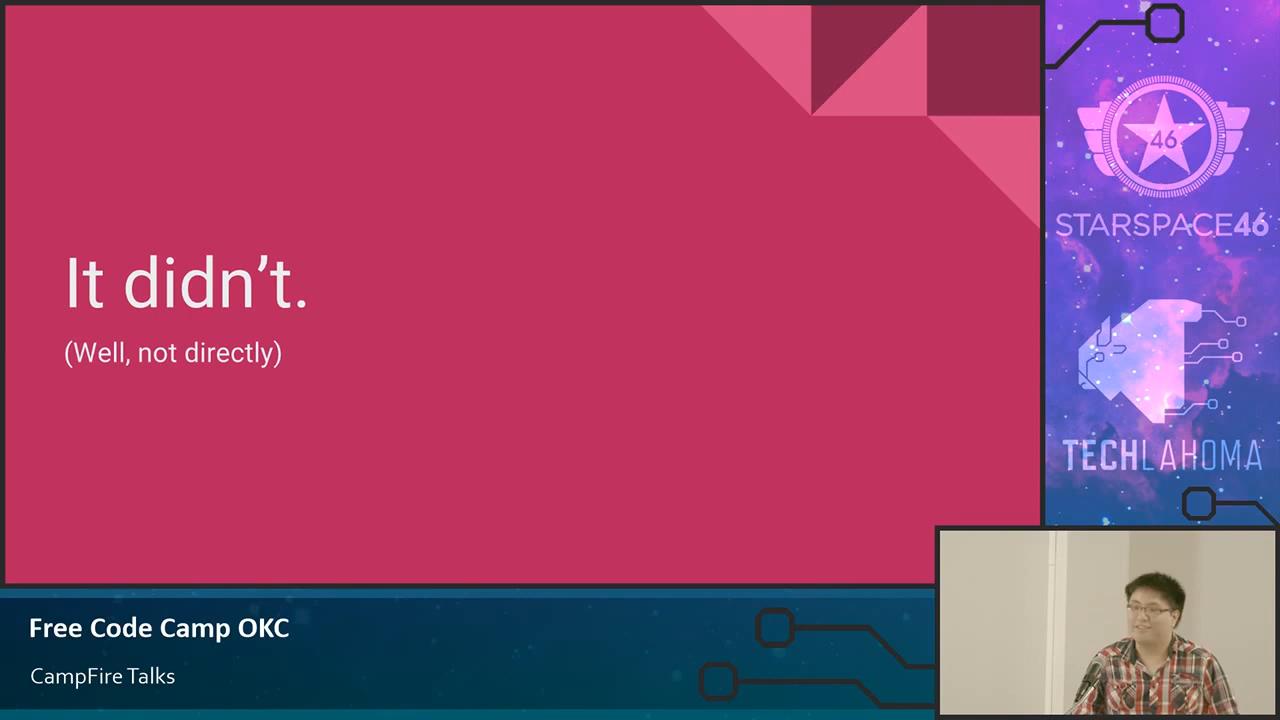 It didn’t.
(Well, not directly)
46
STARSPACE46
TECHLAHOMA
Free Code Camp OKC
CampFire Talks